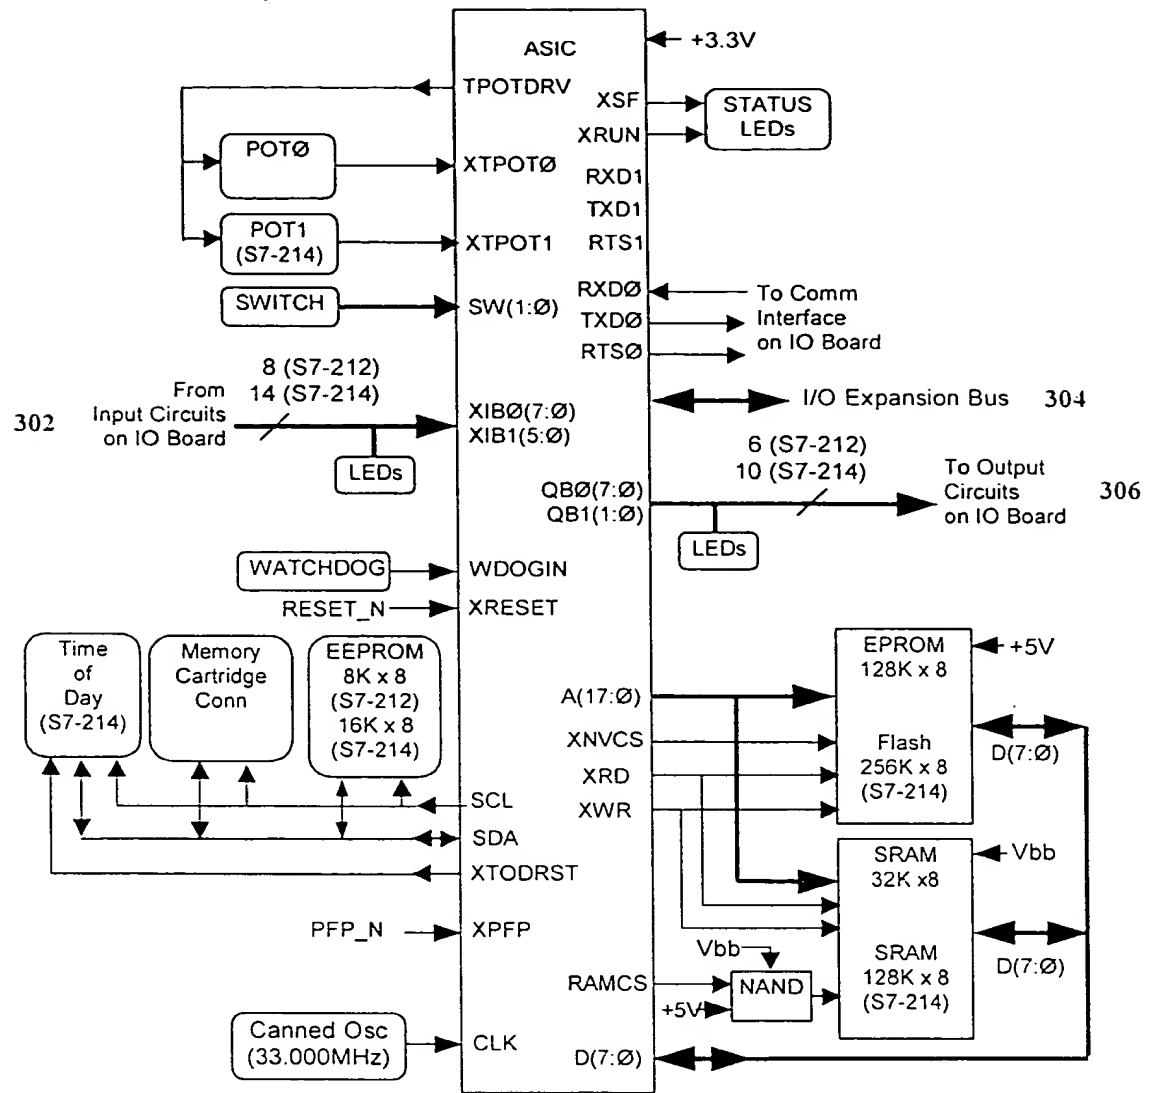 ASIC
+3.3V
TPOTDRV
XSF
STATUS
LEDs
XRUN
POTØ
XTPOTØ
RXD1
TXD1
POT1
(S7-214)
XTPOT1
RTS1
RXDØ
To Comm
Interface
on IO Board
SWITCH
SW(1:Ø)
TXDØ
RTSØ
8 (S7-212)
14 (S7-214)
302
From
Input Circuits
on IO Board
XIBØ(7:Ø)
XIB1(5:Ø)
LEDs
I/O Expansion Bus
304
6 (S7-212)
10 (S7-214)
QBØ(7:Ø)
QB1(1:Ø)
To Output
Circuits
on IO Board
306
LEDs
WATCHDOG
WDOGIN
RESET_N
XRESET
Time
of
Day
(S7-214)
Memory
Cartridge
Conn
EEPROM
8K x 8
(S7-212)
16K x 8
(S7-214)
EPROM
128K x 8
Flash
256K x 8
(S7-214)
+5V
A(17:Ø)
XNVCS
XRD
XWR
D(7:Ø)
SCL
SDA
XTODRST
SRAM
32K x8
SRAM
128K x 8
(S7-214)
Vbb
D(7:Ø)
PFP_N
XPFP
Vbb
RAMCS
NAND
+5V
Canned Osc
(33.000MHz)
CLK
D(7:Ø)